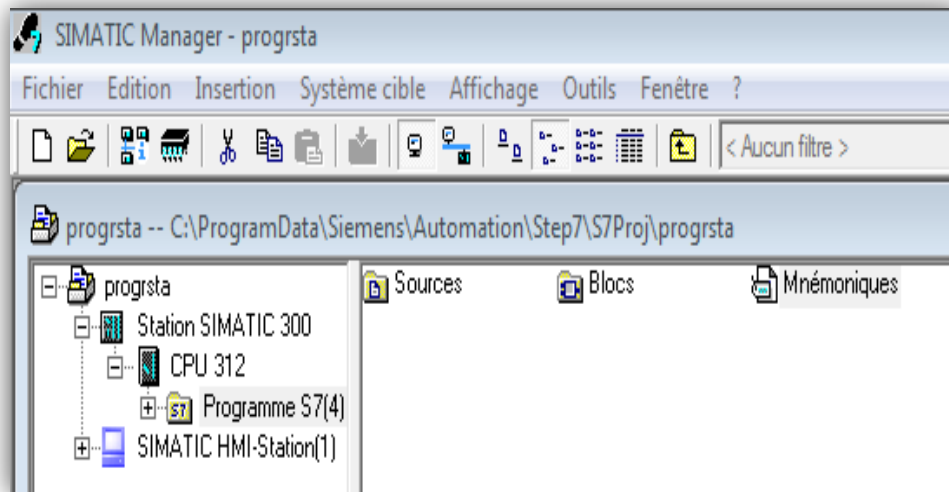 SIMATIC Manager - progrsta
Fichier Edition Insertion Système cible Affichage Outils Fenêtre ?
< Aucun filtre >
progrsta -- C:\ProgramData\Siemens\Automation\Step7\S7Proj\progrsta
progrsta
Station SIMATIC 300
CPU 312
S7 Programme S7(4)
SIMATIC HMI-Station(1)
Sources Blocs Mnémoniques